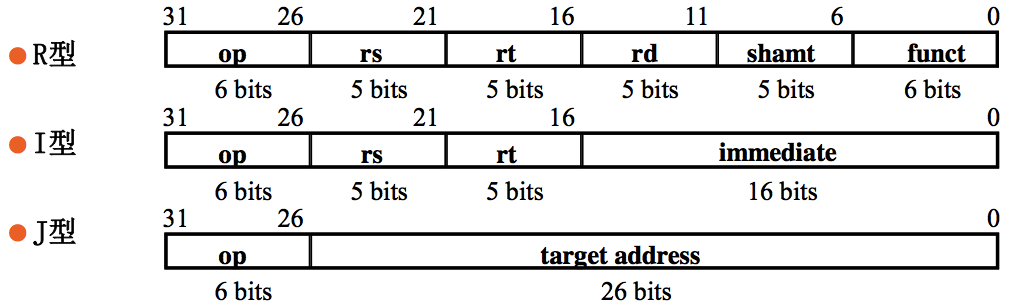 31 26 21 16 11 6 0
● R型 op rs rt rd shamt funct
6 bits 5 bits 5 bits 5 bits 5 bits 6 bits
31 26 21 16 0
● I型 op rs rt immediate
6 bits 5 bits 5 bits 16 bits
31 26 0
● J型 op target address
6 bits 26 bits